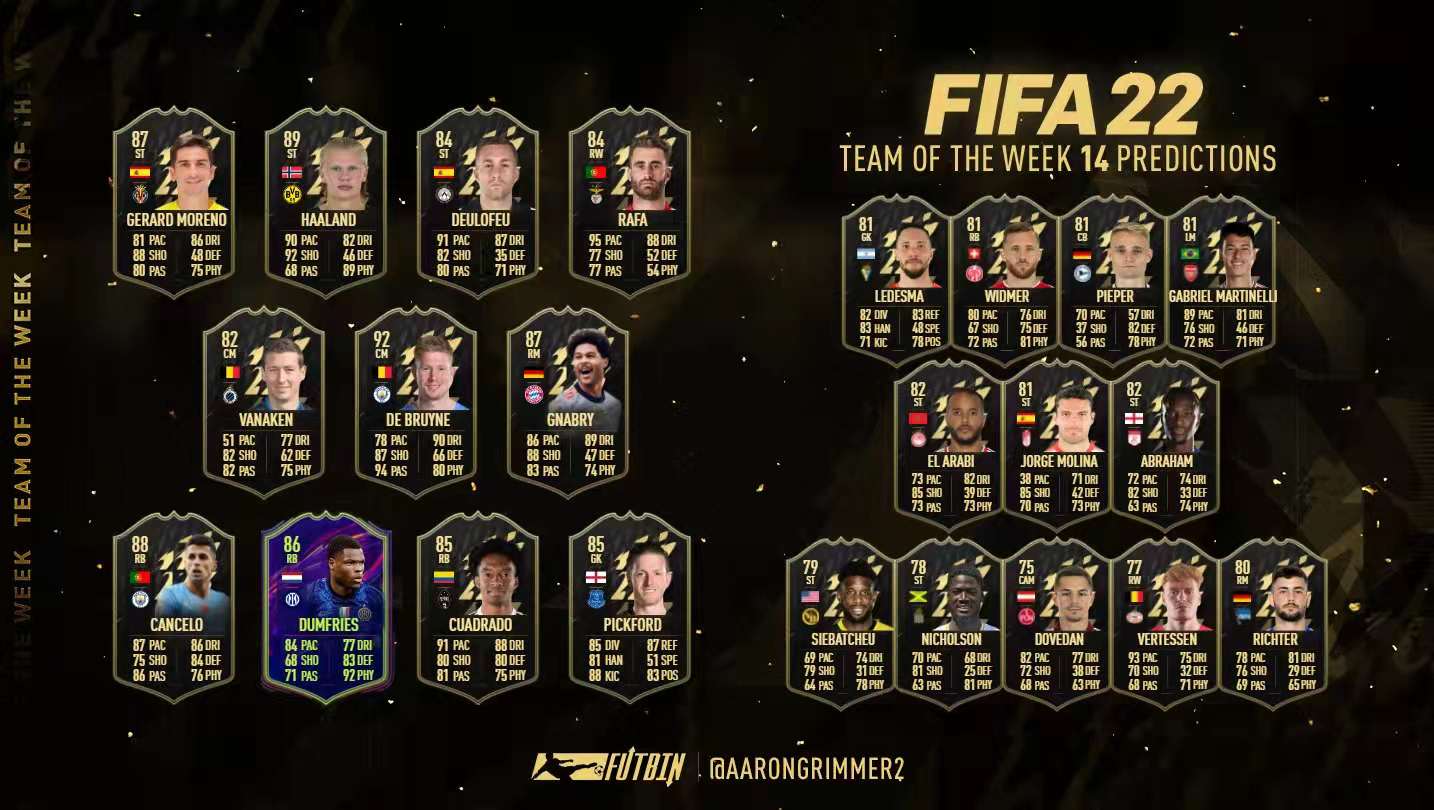 TEAM OF THE WEEK
TEAM OF THE WEEK
FIFA 22
TEAM OF THE WEEK 14 PREDICTIONS
87
ST
GERARD MORENO
81 PAC 86 DRI
88 SHO 48 DEF
80 PAS 75 PHY
89
ST
HAALAND
90 PAC 82 DRI
92 SHO 46 DEF
68 PAS 89 PHY
84
ST
DEULOFEU
91 PAC 87 DRI
82 SHO 35 DEF
80 PAS 71 PHY
84
RW
RAFA
95 PAC 88 DRI
77 SHO 52 DEF
77 PAS 54 PHY
82
CM
VANAKEN
51 PAC 77 DRI
82 SHO 62 DEF
82 PAS 75 PHY
92
CM
DE BRUYNE
78 PAC 90 DRI
87 SHO 66 DEF
94 PAS 80 PHY
87
RM
GNABRY
86 PAC 89 DRI
88 SHO 47 DEF
83 PAS 74 PHY
88
RB
CANCELO
87 PAC 86 DRI
75 SHO 84 DEF
86 PAS 76 PHY
86
RB
DUMFRIES
84 PAC 77 DRI
68 SHO 83 DEF
71 PAS 92 PHY
85
RB
CUADRADO
91 PAC 88 DRI
80 SHO 80 DEF
81 PAS 75 PHY
85
GK
PICKFORD
85 DIV 87 REF
81 HAN 51 SPE
88 KIC 83 POS
81
GK
LEDESMA
82 DIV 83 REF
83 HAN 48 SPE
71 KIC 78 POS
81
RB
WIDMER
80 PAC 76 DRI
67 SHO 75 DEF
72 PAS 81 PHY
81
CB
PIEPER
70 PAC 57 DRI
37 SHO 82 DEF
56 PAS 78 PHY
81
LM
GABRIEL MARTINELLI
89 PAC 81 DRI
76 SHO 46 DEF
72 PAS 71 PHY
82
ST
EL ARABI
73 PAC 82 DRI
85 SHO 39 DEF
73 PAS 73 PHY
81
ST
JORGE MOLINA
38 PAC 71 DRI
85 SHO 42 DEF
70 PAS 73 PHY
82
ST
ABRAHAM
72 PAC 74 DRI
82 SHO 33 DEF
63 PAS 74 PHY
79
ST
SIEBATCHEU
69 PAC 74 DRI
79 SHO 31 DEF
64 PAS 78 PHY
78
ST
NICHOLSON
70 PAC 68 DRI
81 SHO 25 DEF
63 PAS 81 PHY
75
CAM
DOVEDAN
82 PAC 77 DRI
72 SHO 38 DEF
68 PAS 63 PHY
77
RW
VERTESSEN
93 PAC 75 DRI
70 SHO 32 DEF
68 PAS 71 PHY
80
RM
RICHTER
78 PAC 81 DRI
76 SHO 29 DEF
69 PAS 65 PHY
FUTBIN
@AARONGRIMMER2